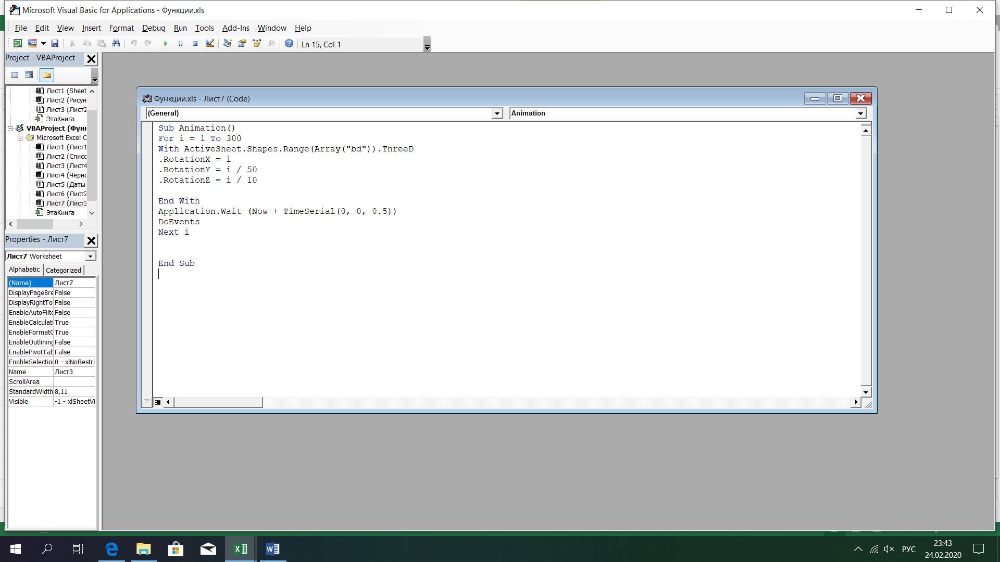 Microsoft Visual Basic for Applications - Функции.xls
File Edit View Insert Format Debug Run Tools Add-Ins Window Help
Ln 15, Col 1
Project - VBAProject
Лист1 (Sheet
Лист2 (Рисун
Лист3 (Лист2
ЭтаКнига
VBAProject (Фун
Microsoft Excel O
Лист1 (Лист1
Лист2 (Списо
Лист3 (Лист4
Лист4 (Черно
Лист5 (Даты)
Лист6 (Лист2
Лист7 (Лист3
ЭтаКнига
Properties - Лист7
Лист7 Worksheet
Alphabetic Categorized
(Name) Лист7
DisplayPageBre False
DisplayRightTo False
EnableAutoFilte False
EnableCalculati True
EnableFormatC True
EnableOutlining False
EnablePivotTab False
EnableSelection 0 - xlNoRestri
Name Лист3
ScrollArea
StandardWidth 8,11
Visible -1 - xlSheetVi
Функции.xls - Лист7 (Code)
(General) Animation
Sub Animation()
For i = 1 To 300
With ActiveSheet.Shapes.Range(Array("bd")).ThreeD
.RotationX = i
.RotationY = i / 50
.RotationZ = i / 10
End With
Application.Wait (Now + TimeSerial(0, 0, 0.5))
DoEvents
Next i
End Sub
РУС
23:43
24.02.2020